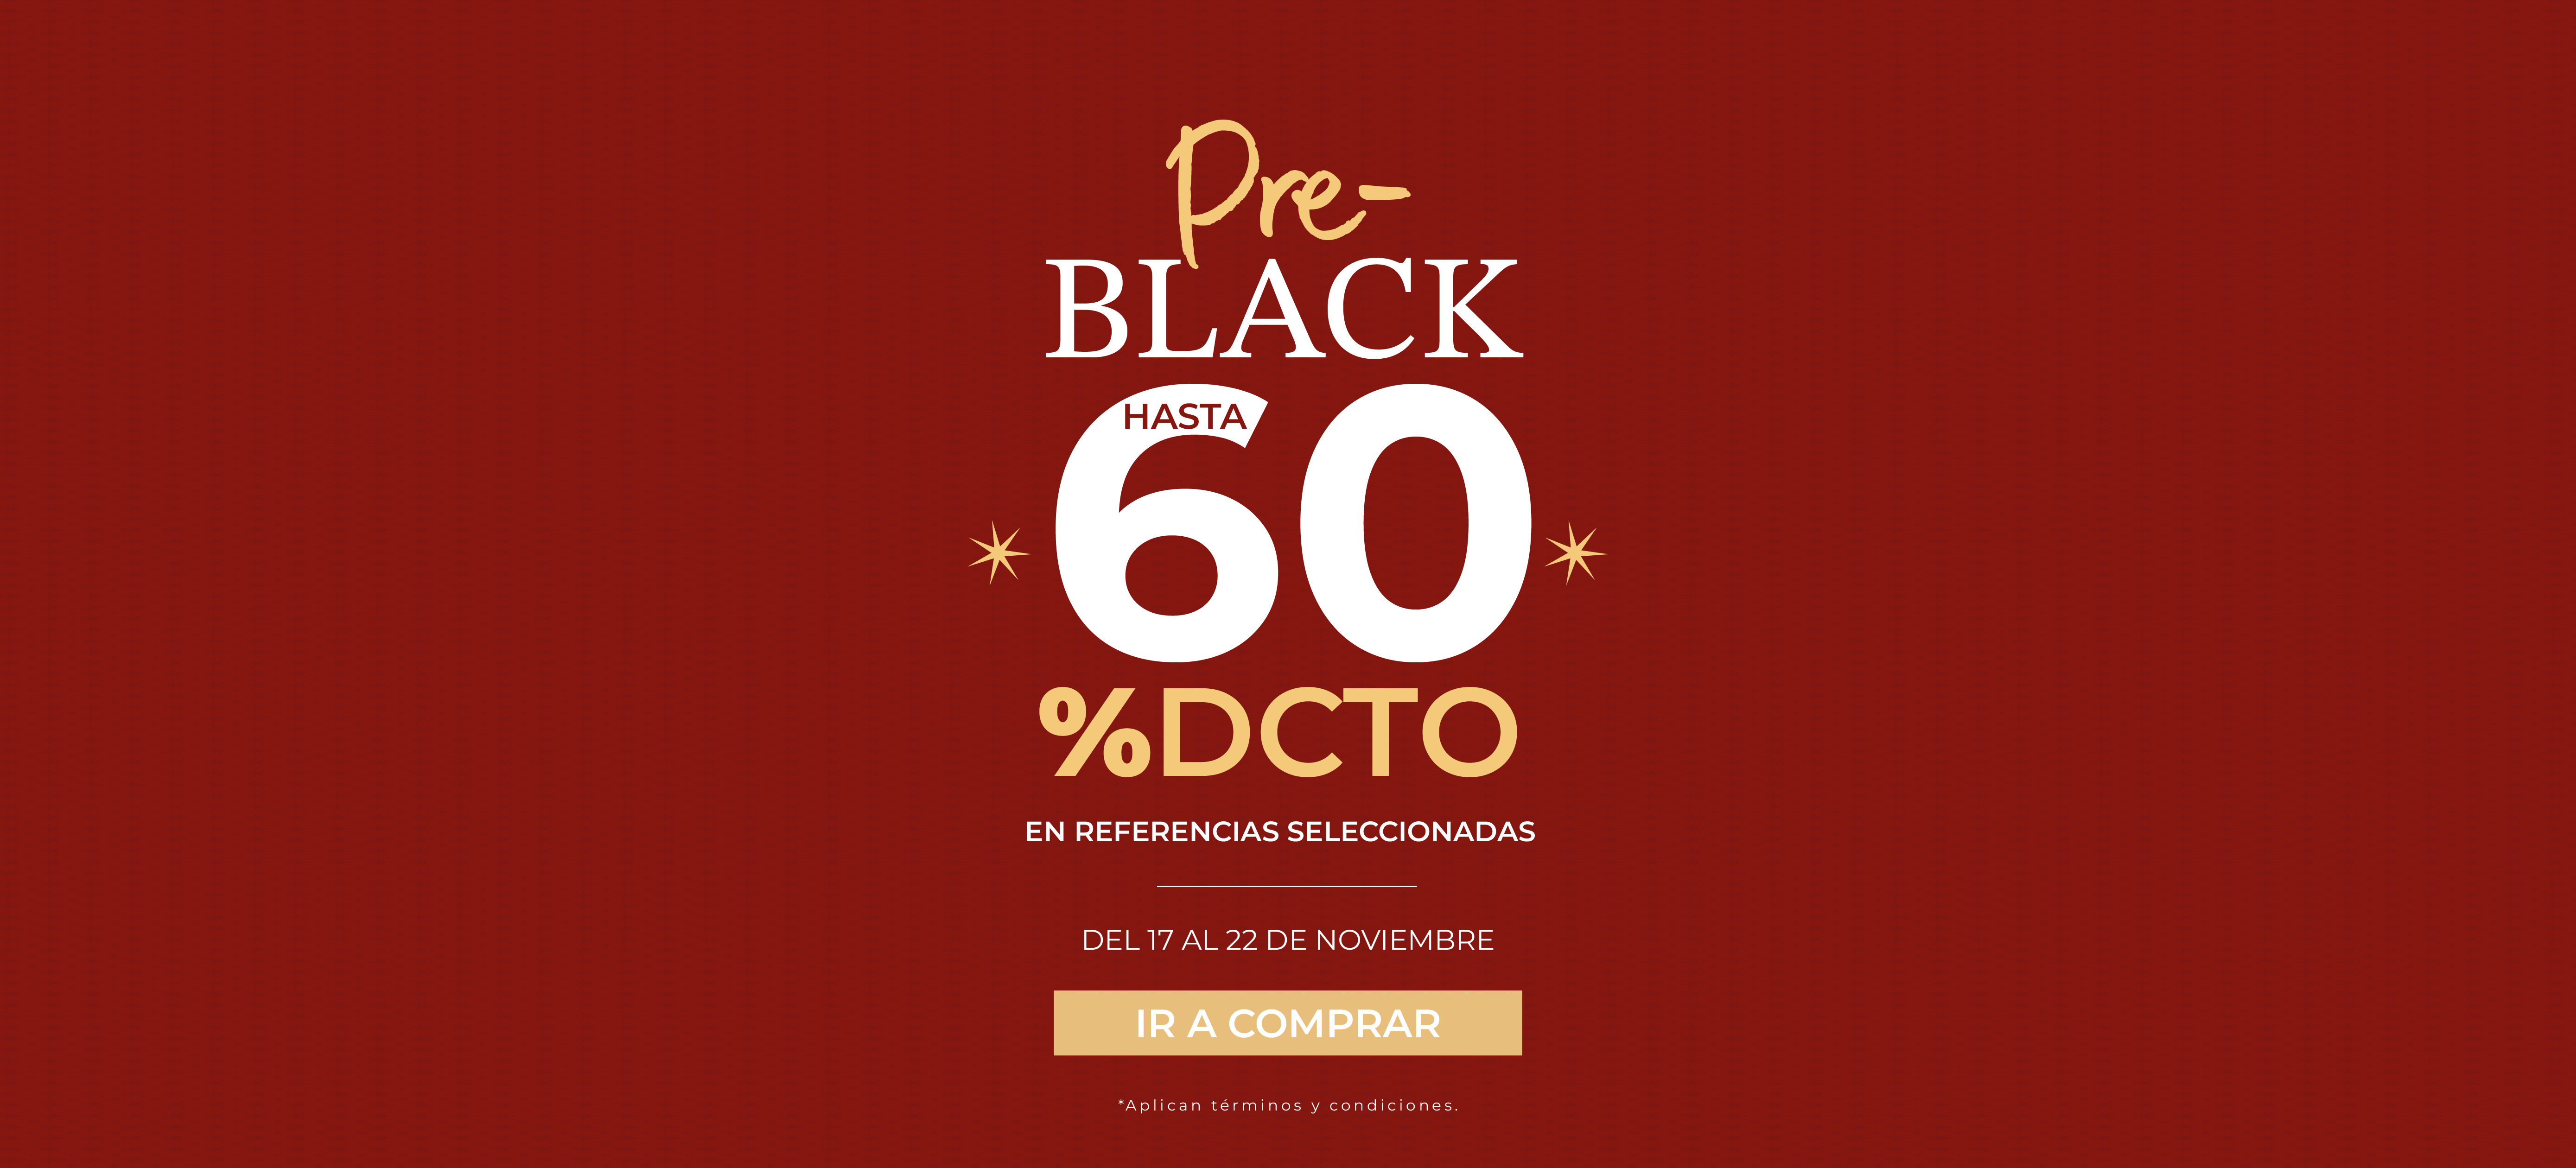 Pre-
BLACK
HASTA
60
%DCTO
EN REFERENCIAS SELECCIONADAS
DEL 17 AL 22 DE NOVIEMBRE
IR A COMPRAR
*Aplican términos y condiciones.